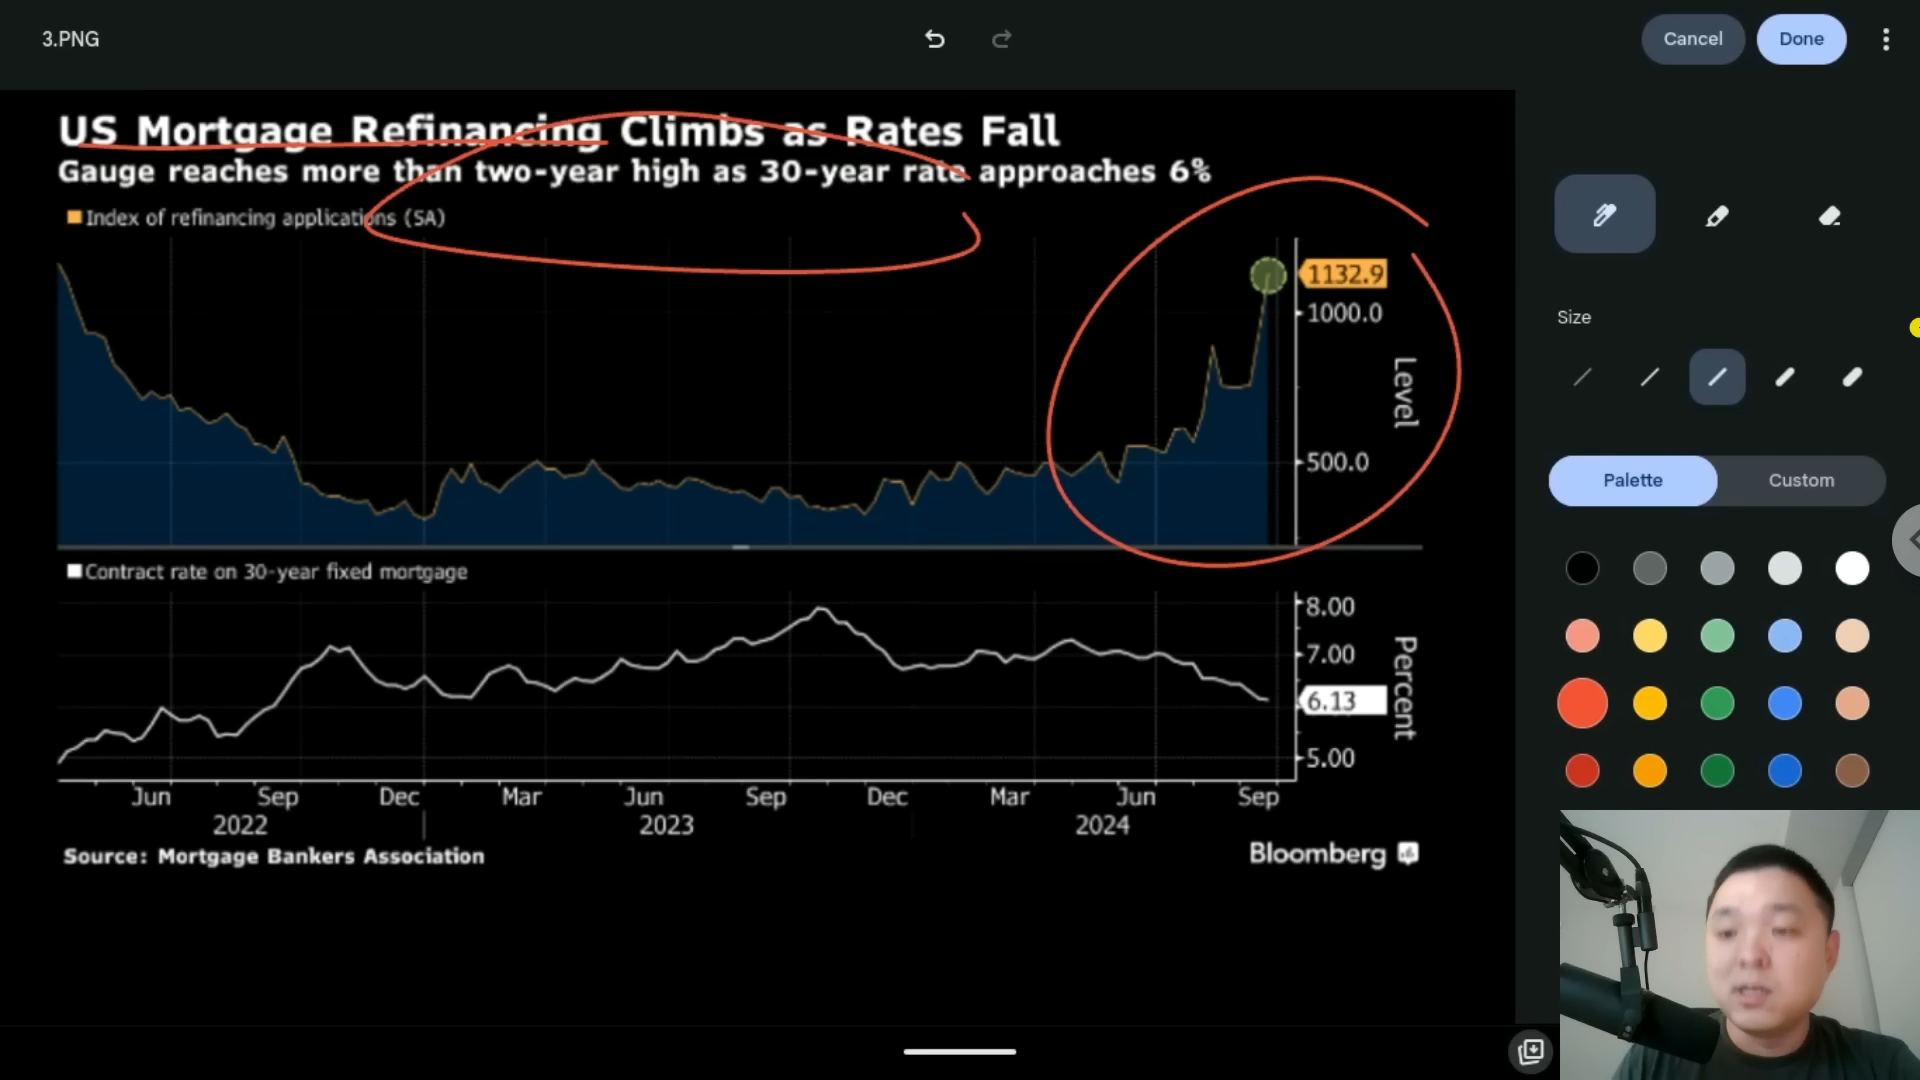 3.PNG
Cancel
Done
US Mortgage Refinancing Climbs as Rates Fall
Gauge reaches more than two-year high as 30-year rate approaches 6%
Index of refinancing applications (SA)
1132.9
1000.0
500.0
Level
Contract rate on 30-year fixed mortgage
8.00
7.00
6.13
5.00
Percent
Jun Sep Dec Mar Jun Sep Dec Mar Jun Sep
2022 2023 2024
Source: Mortgage Bankers Association
Bloomberg
Size
Palette
Custom